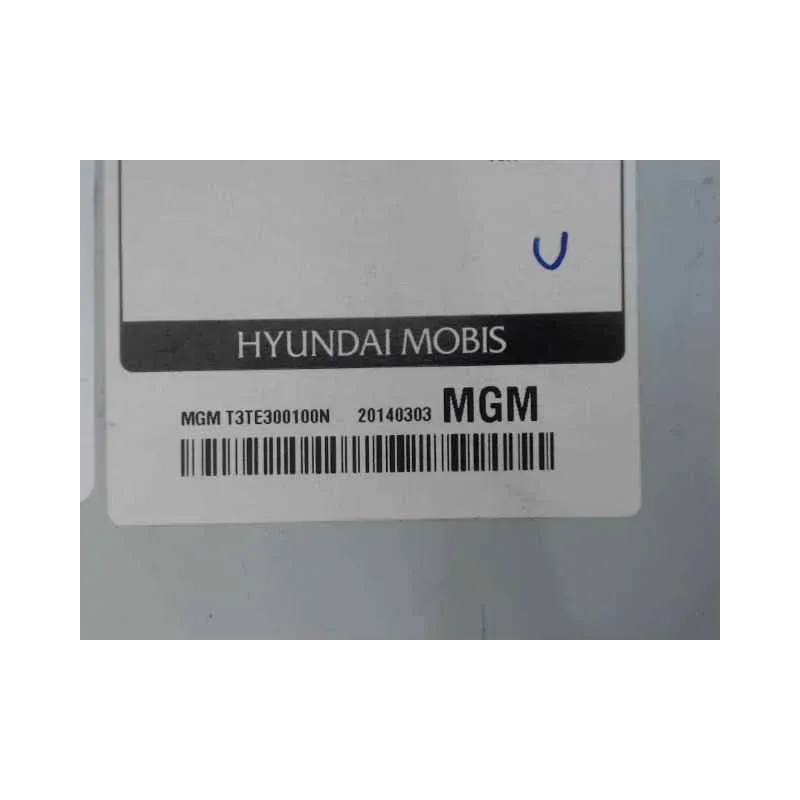 U
HYUNDAI MOBIS
MGM T3TE300100N 20140303 MGM